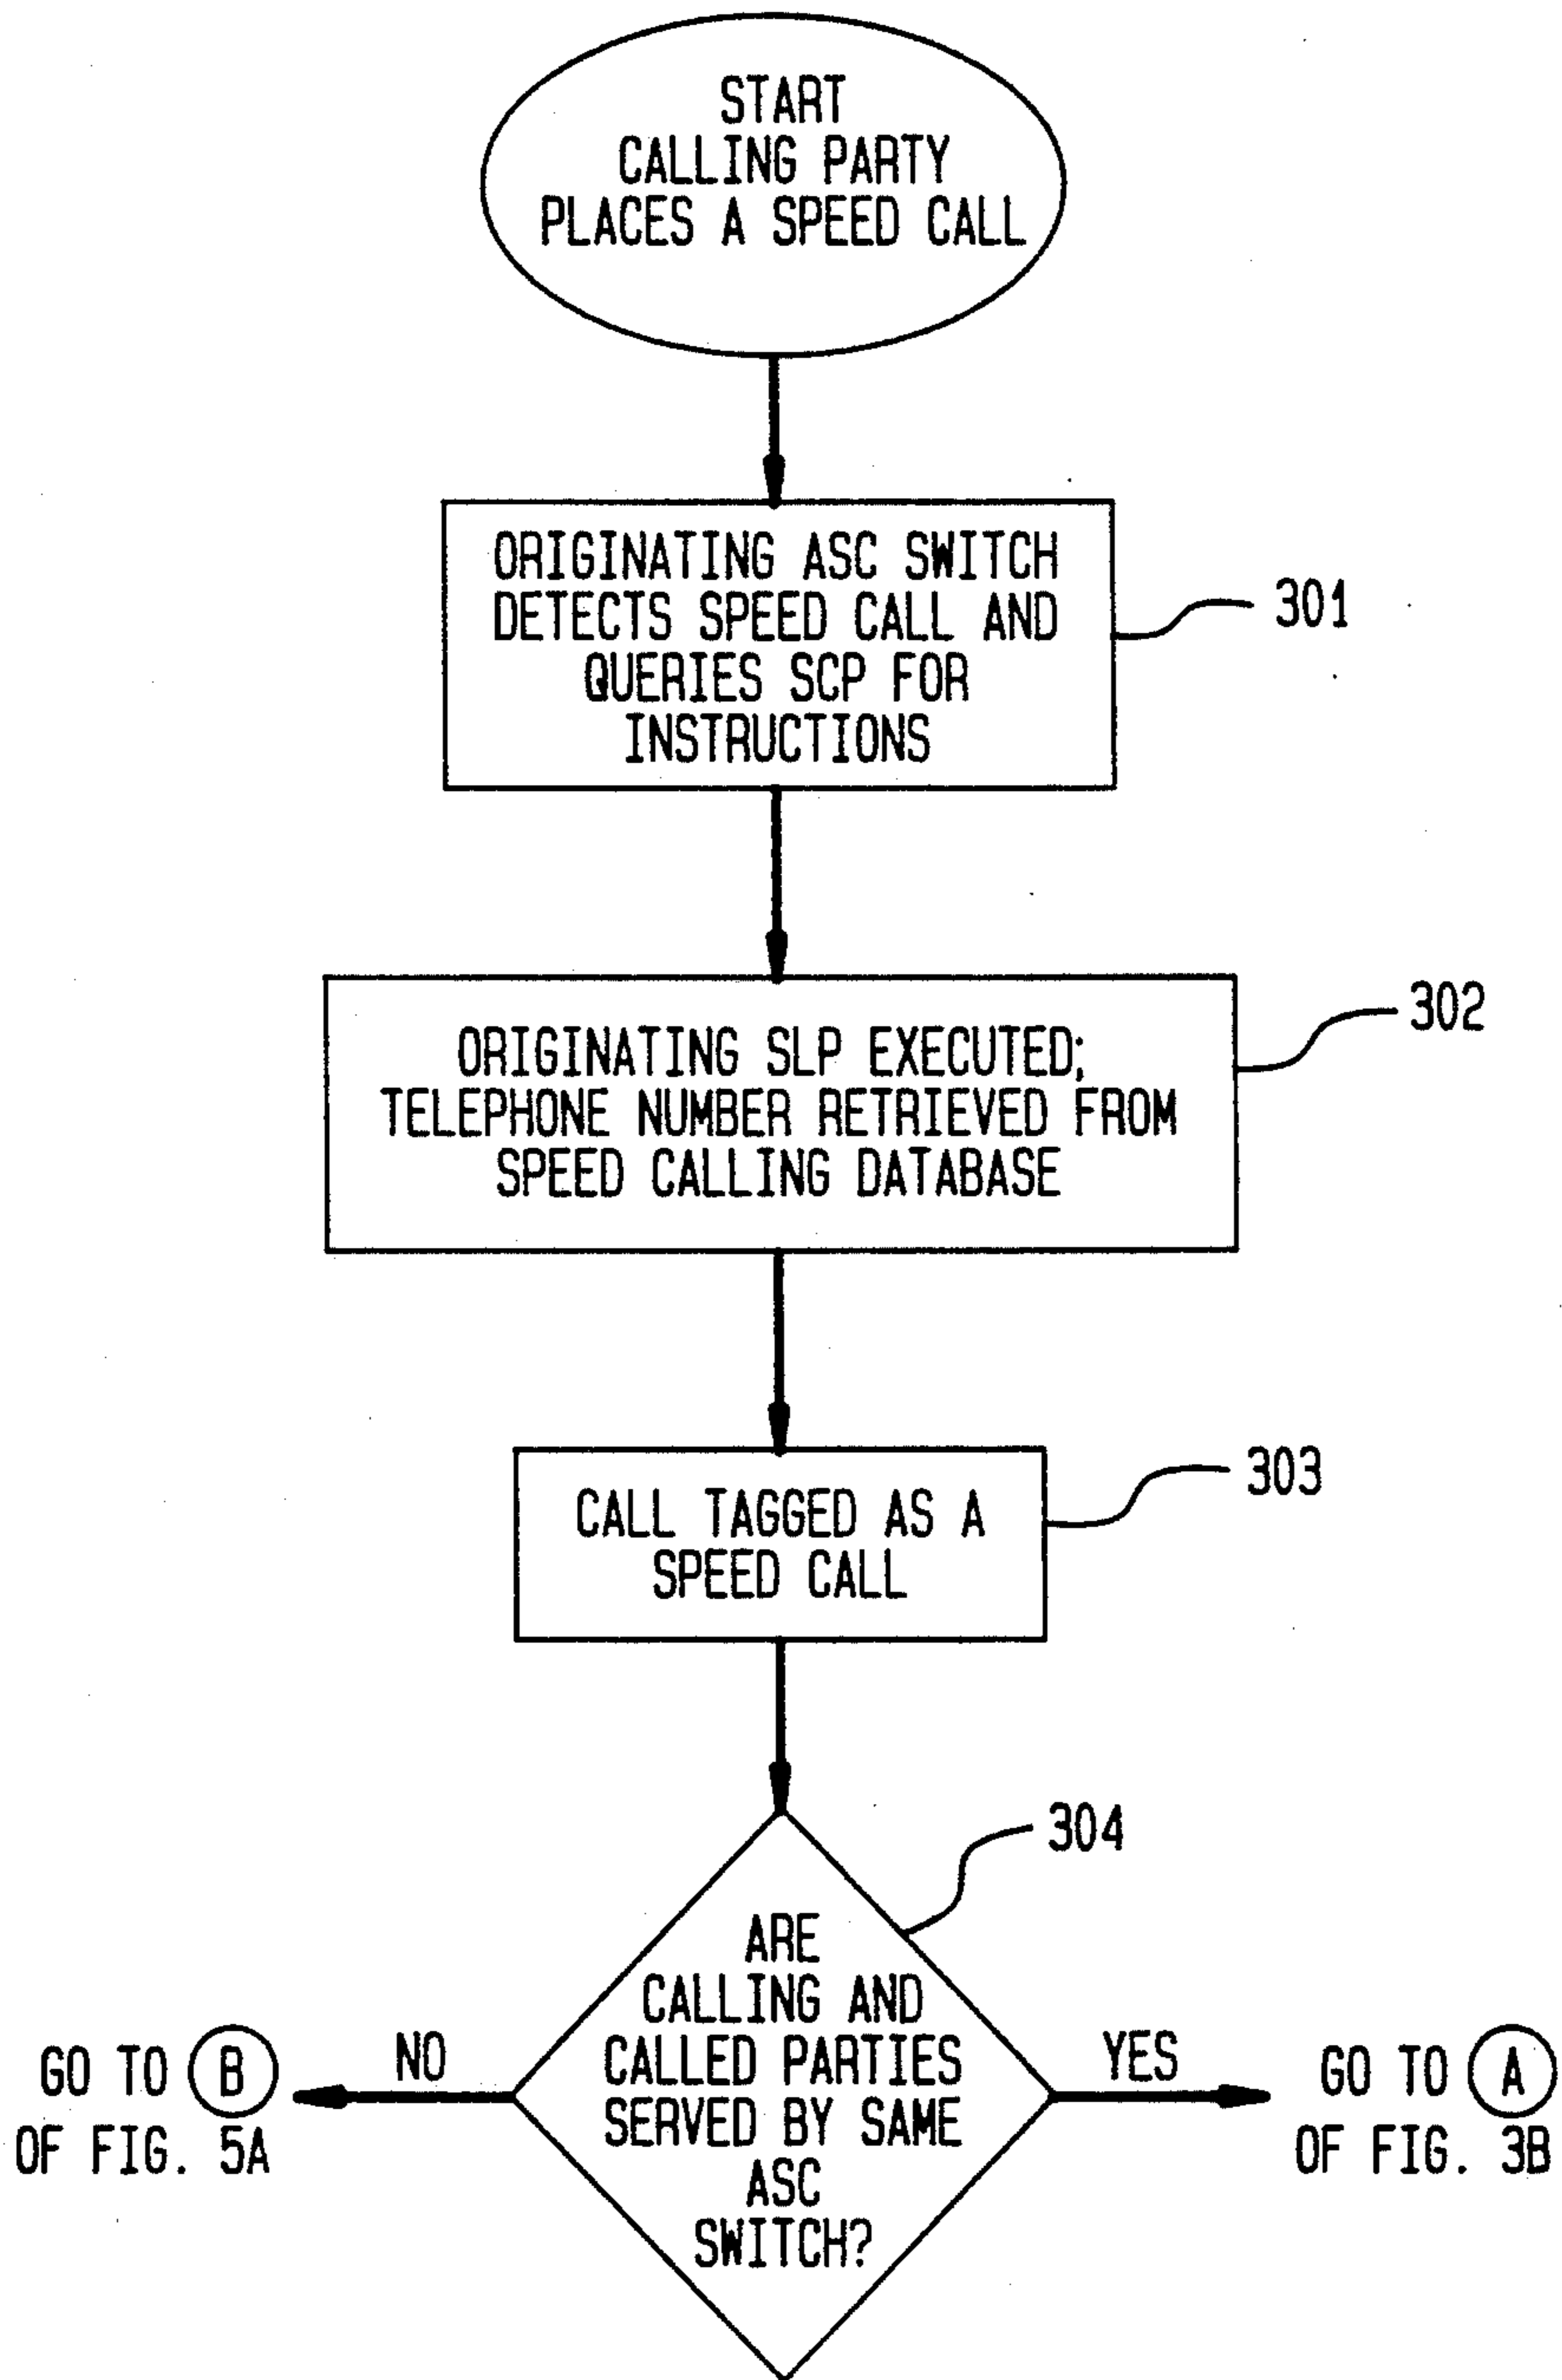 START
CALLING PARTY
PLACES A SPEED CALL
ORIGINATING ASC SWITCH
DETECTS SPEED CALL AND
QUERIES SCP FOR
INSTRUCTIONS
301
ORIGINATING SLP EXECUTED;
TELEPHONE NUMBER RETRIEVED FROM
SPEED CALLING DATABASE
302
CALL TAGGED AS A
SPEED CALL
303
304
ARE
CALLING AND
CALLED PARTIES
SERVED BY SAME
ASC
SWITCH?
NO
GO TO B
OF FIG. 5A
YES
GO TO A
OF FIG. 3B